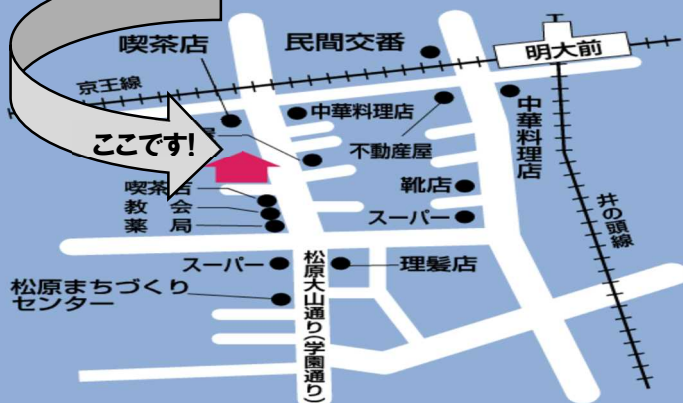 喫茶店
民間交番
明大前
京王線
中華料理店
中華料理店
ここです!
屋
不動産屋
喫茶店
靴店
教会
スーパー
薬局
井の頭線
スーパー
理髪店
松原まちづくり
センター
松原大山通り(学園通り)